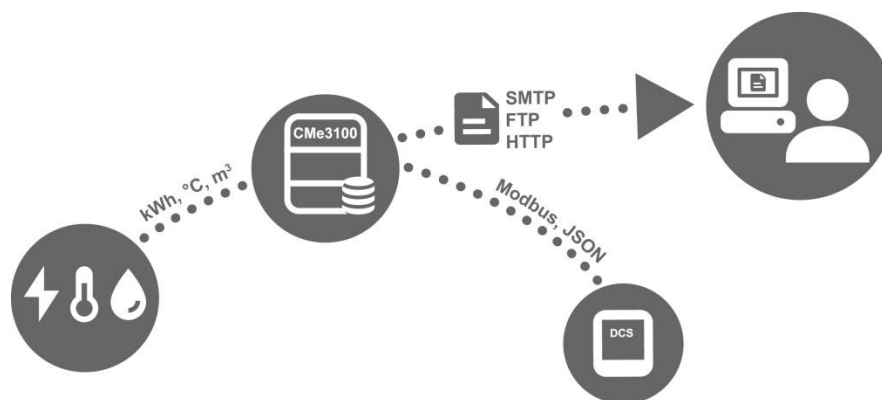 CMe3100
SMTP
FTP
HTTP
kWh, °C, m³
Modbus, JSON
DCS